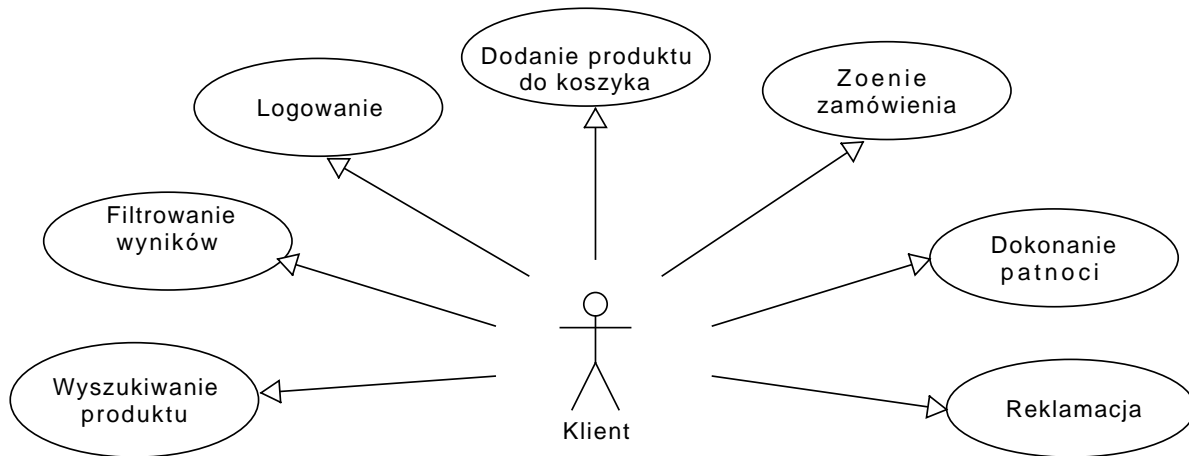 Dodanie produktu
do koszyka
Zoenie
zamówienia
Logowanie
Filtrowanie
wyników
Dokonanie
patnoci
Wyszukiwanie
produktu
Reklamacja
Klient